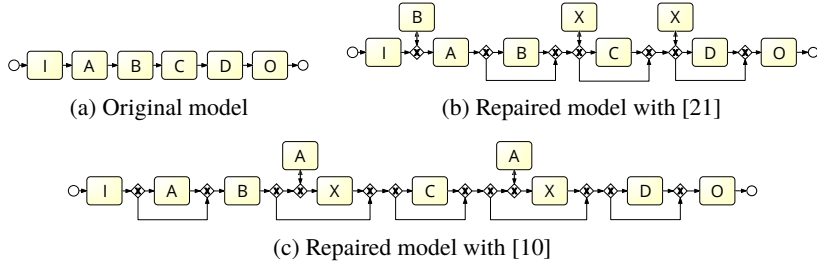 B X X
I A B C D O
I A B C D O
(a) Original model
(b) Repaired model with [21]
A A
I A B X C X D O
(c) Repaired model with [10]